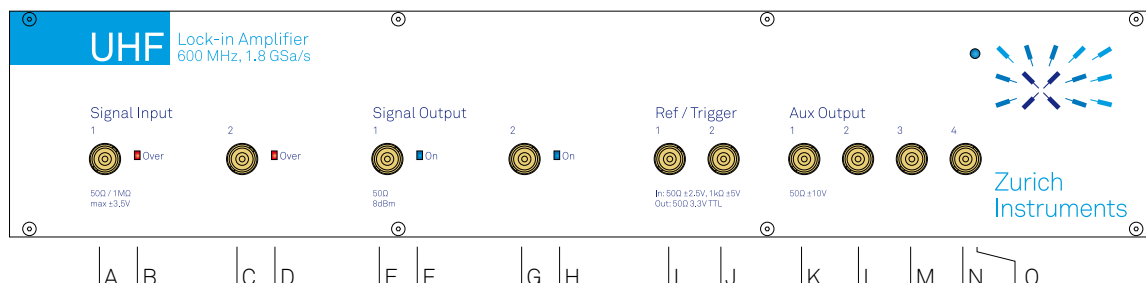 UHF
Lock-in Amplifier
600 MHz, 1.8 GSa/s
Signal Input
Signal Output
Ref / Trigger
Aux Output
1
2
1
2
1
2
1
2
3
4
Over
Over
On
On
50Ω / 1MΩ
max ±3.5V
50Ω
8dBm
In: 50Ω ±2.5V, 1kΩ ±5V
Out: 50Ω 3.3V TTL
50Ω ±10V
Zurich
Instruments
A B C D E F G H I J K L M N O